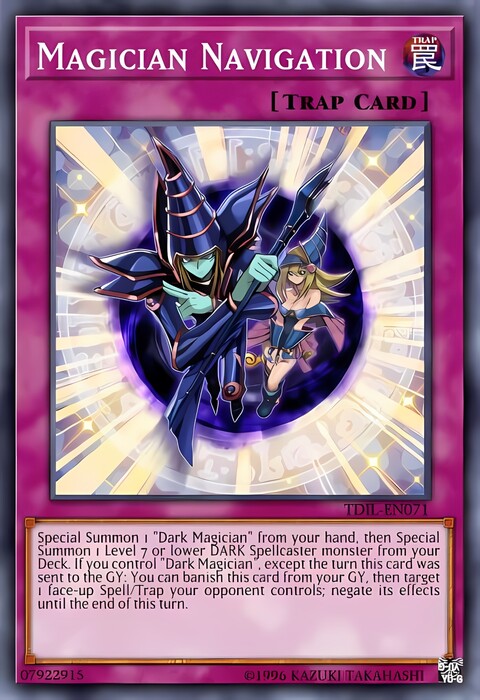 Magician Navigation
TRAP
罠
[Trap Card]
TDIL-EN071
Special Summon 1 "Dark Magician" from your hand, then Special
Summon 1 Level 7 or lower DARK Spellcaster monster from your
Deck. If you control "Dark Magician", except the turn this card was
sent to the GY: You can banish this card from your GY, then target
1 face-up Spell/Trap your opponent controls; negate its effects
until the end of this turn.
07922915
©1996 KAZUKI TAKAHASHI